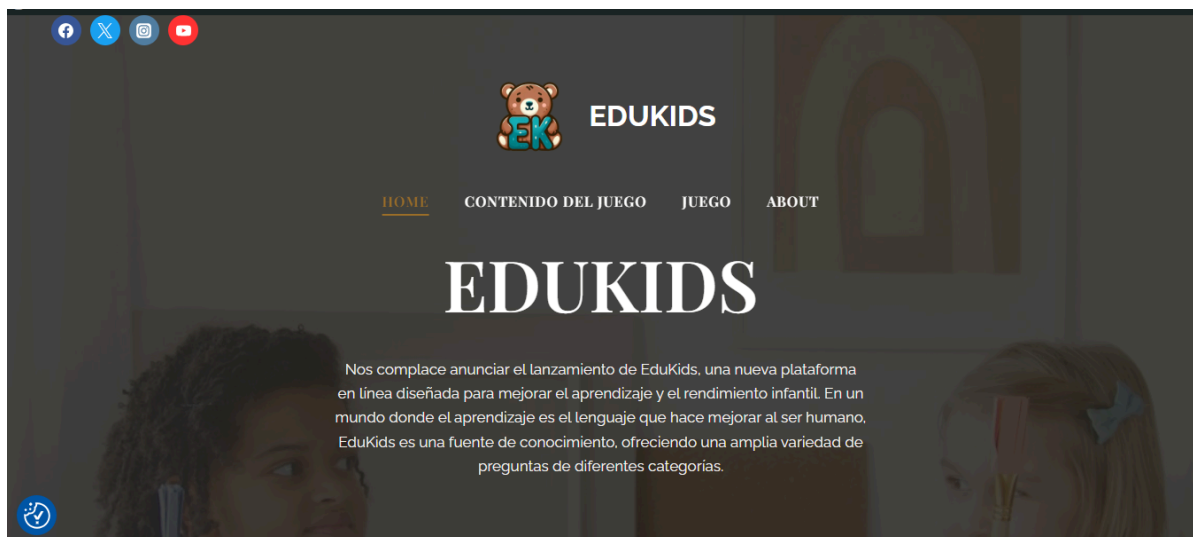 EK
EDUKIDS
HOME CONTENIDO DEL JUEGO JUEGO ABOUT
EDUKIDS
Nos complace anunciar el lanzamiento de EduKids, una nueva plataforma
en línea diseñada para mejorar el aprendizaje y el rendimiento infantil. En un
mundo donde el aprendizaje es el lenguaje que hace mejorar al ser humano,
EduKids es una fuente de conocimiento, ofreciendo una amplia variedad de
preguntas de diferentes categorías.